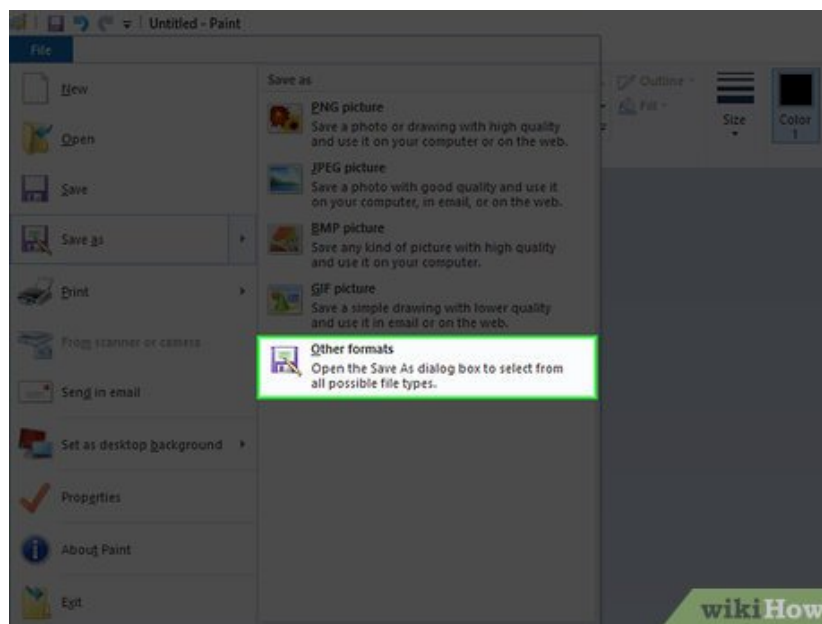 Untitled - Paint
File
New
Open
Save
Save as
Print
From scanner or camera
Send in email
Set as desktop background
Properties
About Paint
Exit
Save as
PNG picture
Save a photo or drawing with high quality
and use it on your computer or on the web.
JPEG picture
Save a photo with good quality and use it
on your computer, in email, or on the web.
BMP picture
Save any kind of picture with high quality
and use it on your computer.
GIF picture
Save a simple drawing with lower quality
and use it in email or on the web.
Other formats
Open the Save As dialog box to select from
all possible file types.
Outline
Fill
Size
Color
1
wikiHow